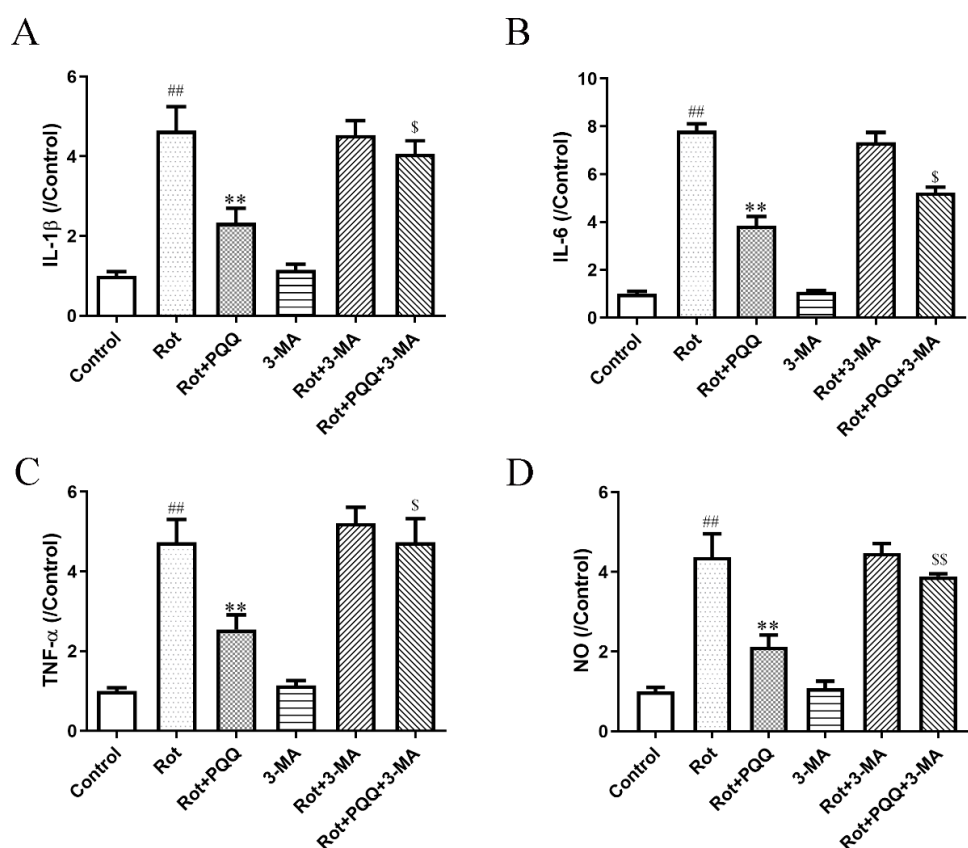 A
IL-1β (/Control)
6
4
2
0
##
**
$
Control
Rot
Rot+PQQ
3-MA
Rot+3-MA
Rot+PQQ+3-MA
B
IL-6 (/Control)
10
8
6
4
2
0
##
**
$
Control
Rot
Rot+PQQ
3-MA
Rot+3-MA
Rot+PQQ+3-MA
C
TNF-α (/Control)
6
4
2
0
##
**
$
Control
Rot
Rot+PQQ
3-MA
Rot+3-MA
Rot+PQQ+3-MA
D
NO (/Control)
6
4
2
0
##
**
$$
Control
Rot
Rot+PQQ
3-MA
Rot+3-MA
Rot+PQQ+3-MA